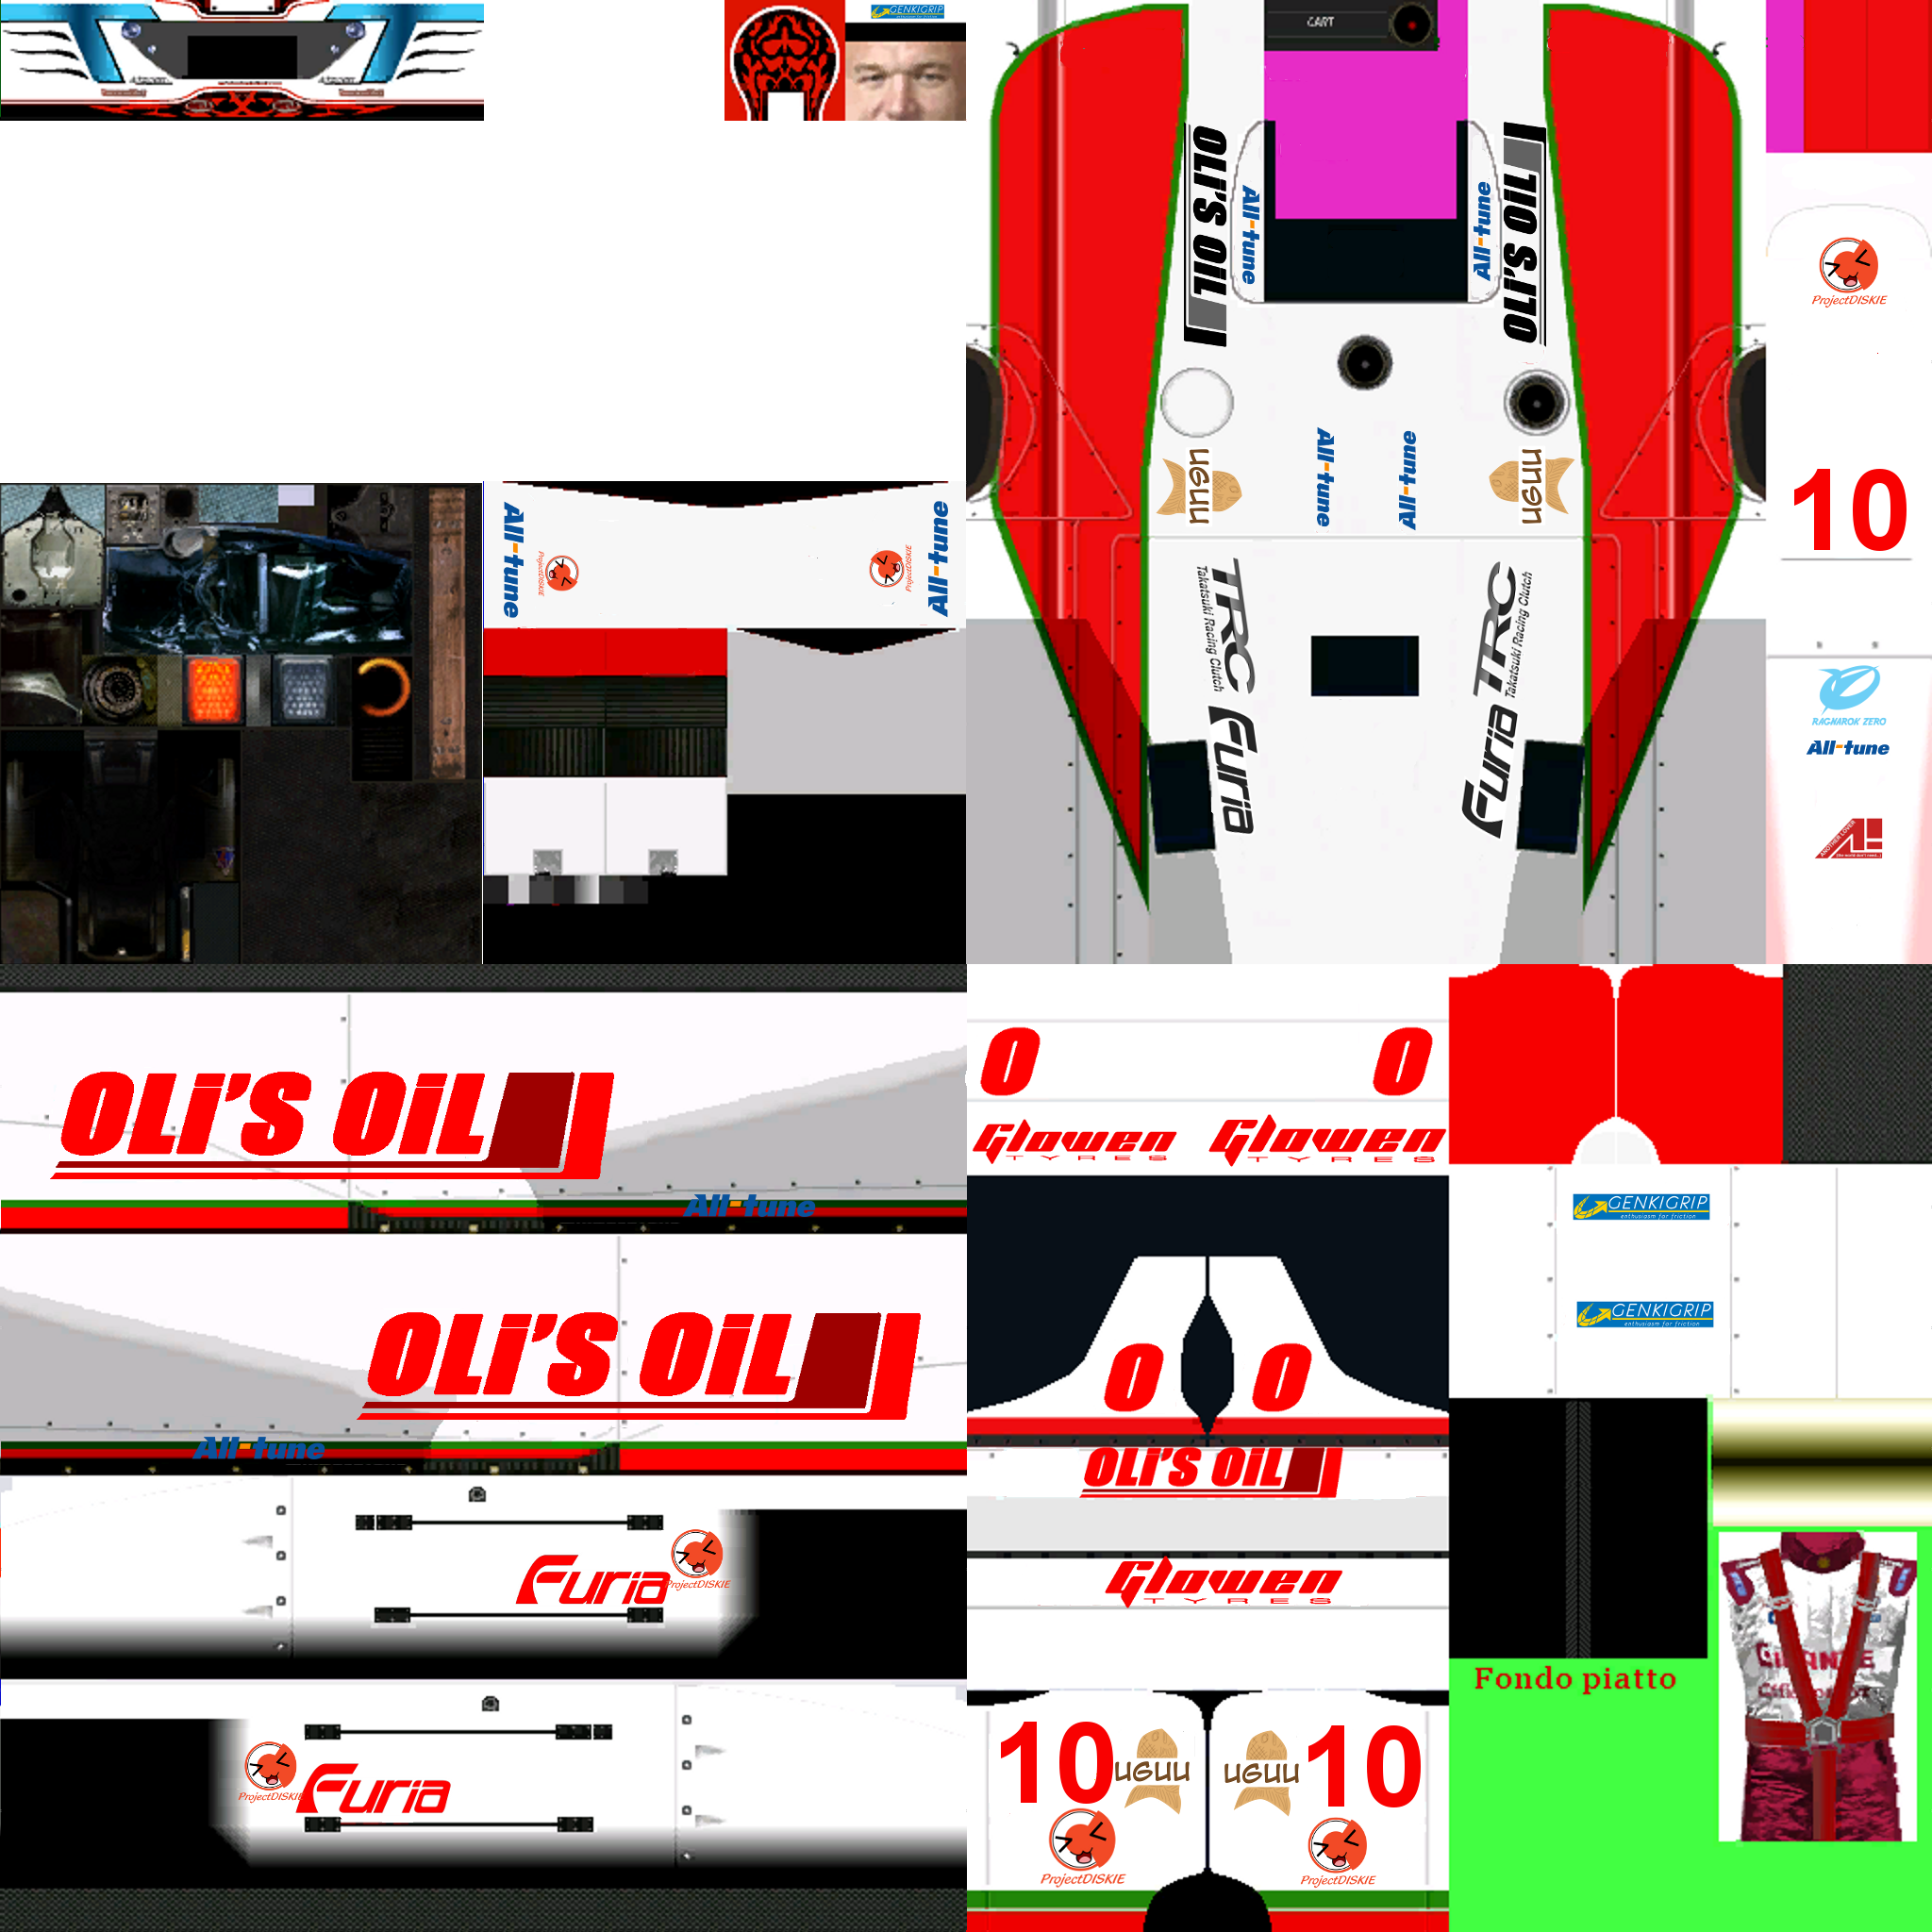 GENKIGRIP
CART
OLI'S OIL
All-tune
All-tune
OLI'S OIL
ProjectDISKIE
All-tune
All-tune
uguu
uguu
10
All-tune
ProjectDISKIE
ProjectDISKIE
All-tune
TRC
Takatsuki Racing Clutch
TRC
Takatsuki Racing Clutch
Furia
Furia
RAGNAROK ZERO
All-tune
ANOTHER LOVER
OLi'S OiL
All-tune
0
0
Glowen
TYRES
Glowen
TYRES
GENKIGRIP
enthusiasm for friction
GENKIGRIP
enthusiasm for friction
OLi'S OiL
All-tune
0 0
OLi'S OiL
Glowen
TYRES
Furia
ProjectDISKIE
Furia
ProjectDISKIE
Fondo piatto
10
uguu
uguu
10
ProjectDISKIE
ProjectDISKIE